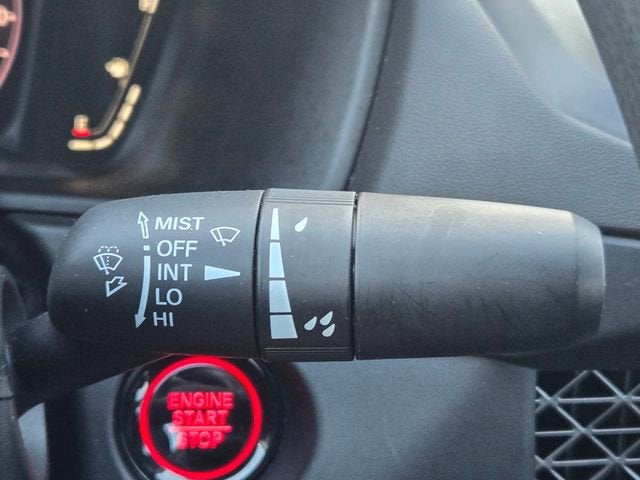 MIST
OFF
INT
LO
HI
ENGINE
START
STOP